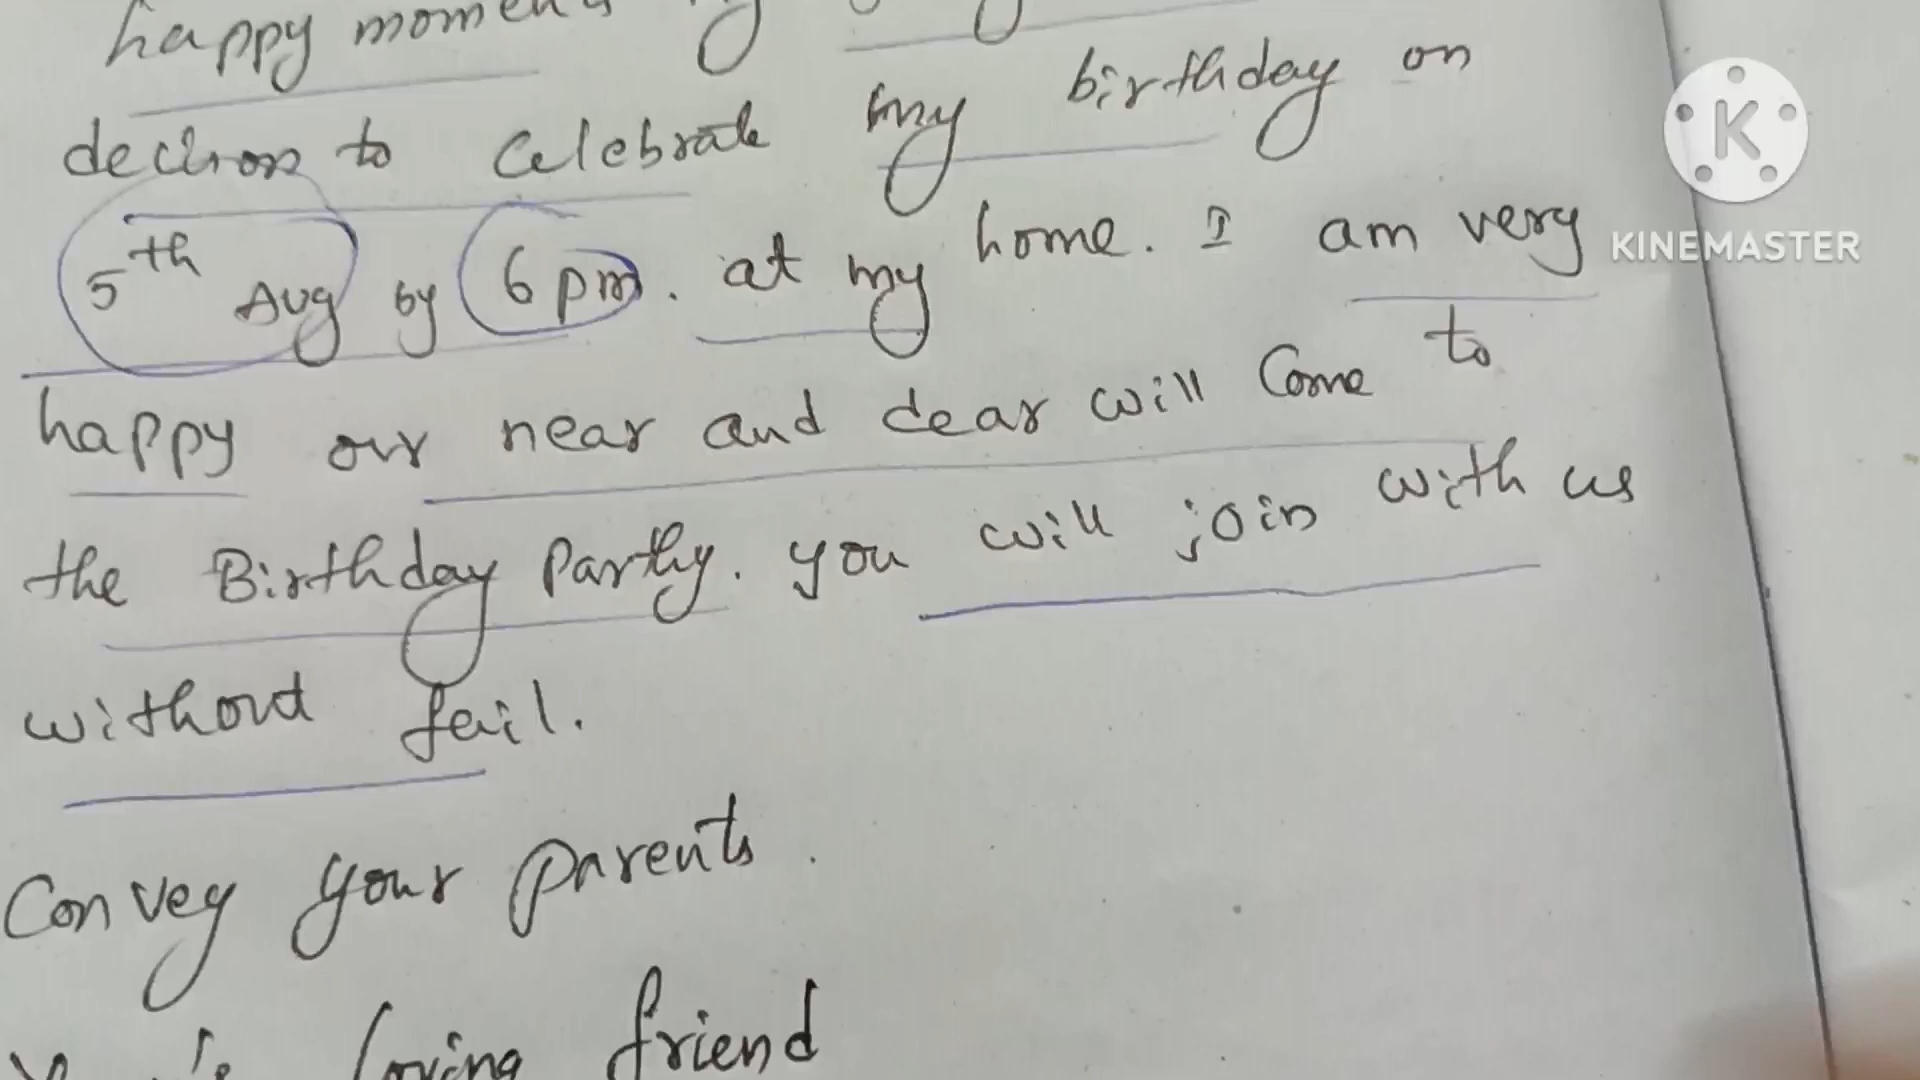 happy moments
decision to celebrate my birthday on
5th Aug by 6pm. at my home. I am very
happy our near and dear will Come to
the Birthday Party. you will join with us
without fail.
Convey your parents.
loving friend
KINEMASTER